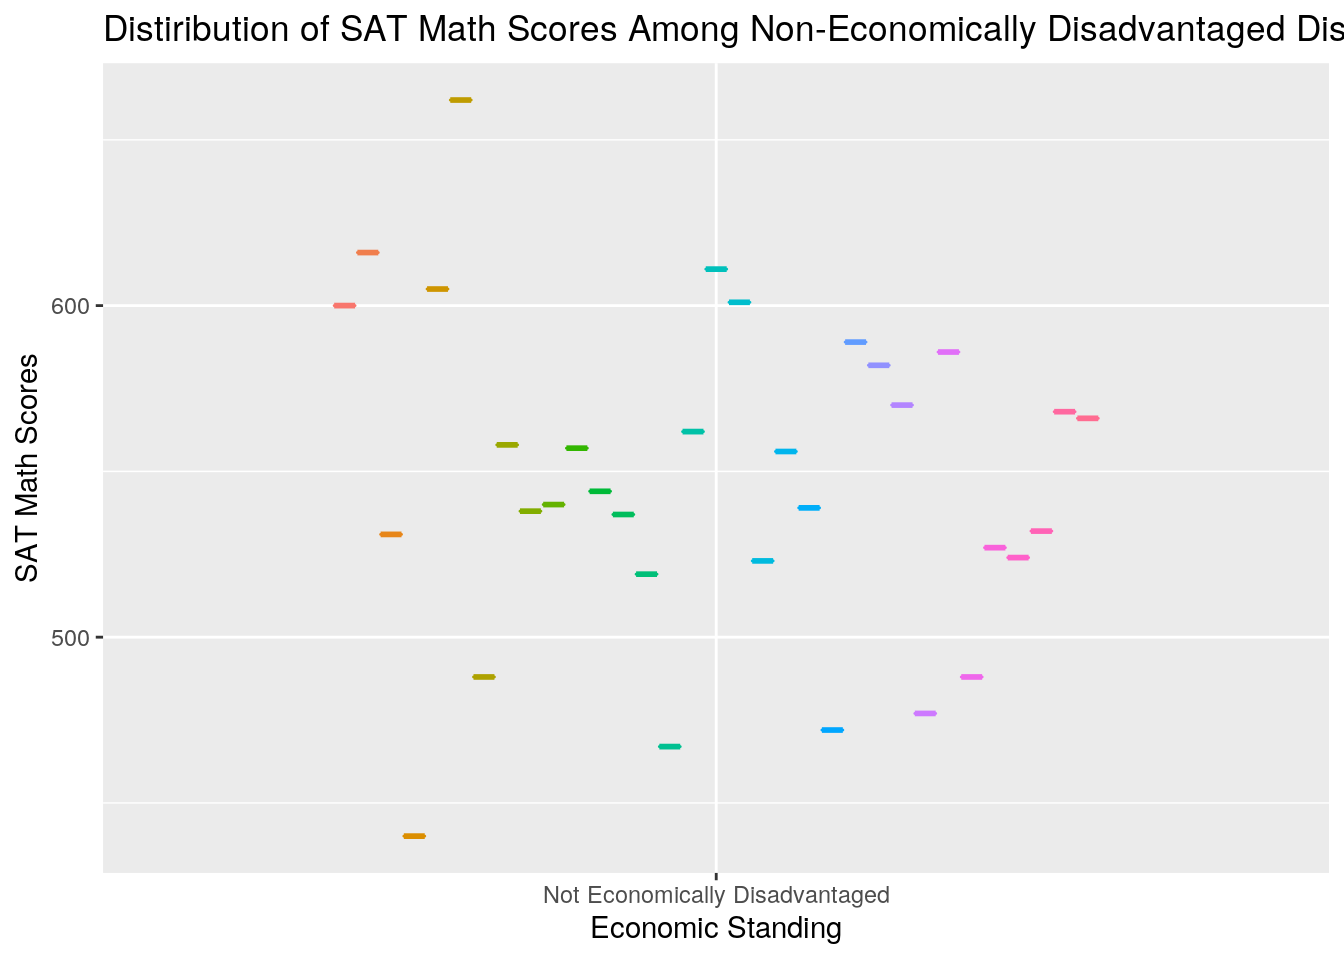 Distiribution of SAT Math Scores Among Non-Economically Disadvantaged Dis
600
500
SAT Math Scores
Not Economically Disadvantaged
Economic Standing